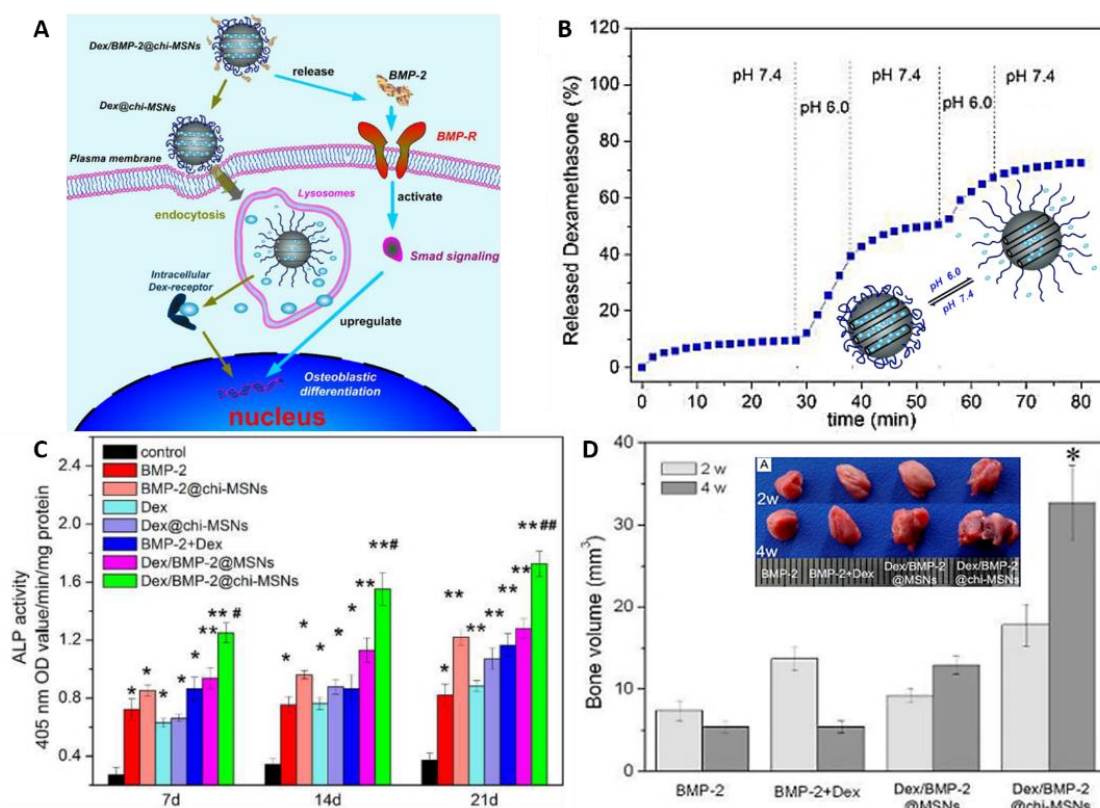 A
Dex/BMP-2@chi-MSNs
release
BMP-2
Dex@chi-MSNs
BMP-R
Plasma membrane
Lysosomes
endocytosis
activate
Intracellular
Dex-receptor
Smad signaling
upregulate
Osteoblastic
differentiation
nucleus
B
Released Dexamethasone (%)
120
100
80
60
40
20
0
pH 7.4
pH 6.0
pH 7.4
pH 6.0
pH 7.4
pH 6.0
pH 7.4
0 10 20 30 40 50 60 70 80
time (min)
C
ALP activity
405 nm OD value/min/mg protein
2.4
2.0
1.6
1.2
0.8
0.4
control
BMP-2
BMP-2@chi-MSNs
Dex
Dex@chi-MSNs
BMP-2+Dex
Dex/BMP-2@MSNs
Dex/BMP-2@chi-MSNs
* * * * * ** ** #
* * * * * ** **#
* ** ** ** ** ** **##
7d 14d 21d
D
Bone volume (mm³)
40
30
20
10
0
2 w
4 w
A
2w
4w
BMP-2
BMP-2+Dex
Dex/BMP-2
@MSNs
Dex/BMP-2
@chi-MSNs
*
BMP-2
BMP-2+Dex
Dex/BMP-2
@MSNs
Dex/BMP-2
@chi-MSNs